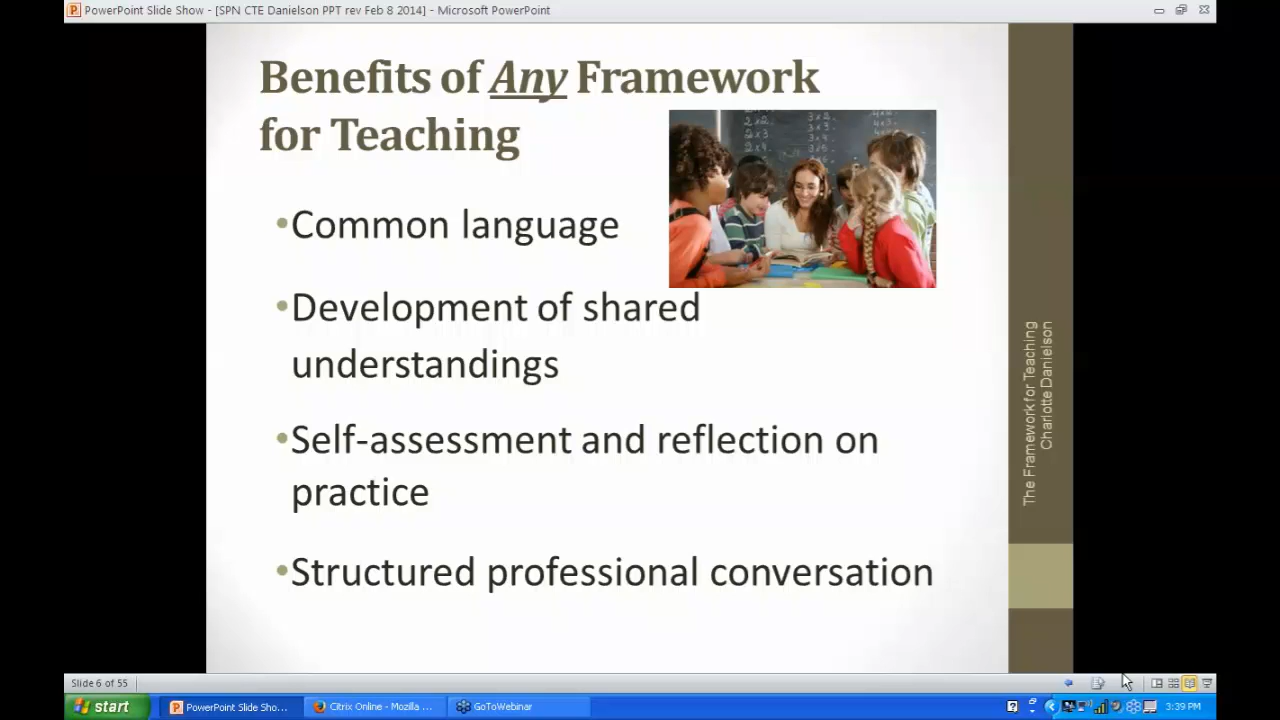 PowerPoint Slide Show - [SPN CTE Danielson PPT rev Feb 8 2014] - Microsoft PowerPoint
Benefits of Any Framework
for Teaching
•Common language
•Development of shared
understandings
•Self-assessment and reflection on
practice
•Structured professional conversation
The Framework for Teaching
Charlotte Danielson
Slide 6 of 55
start
PowerPoint Slide Sho...
Citrix Online - Mozilla ...
GoToWebinar
3:39 PM